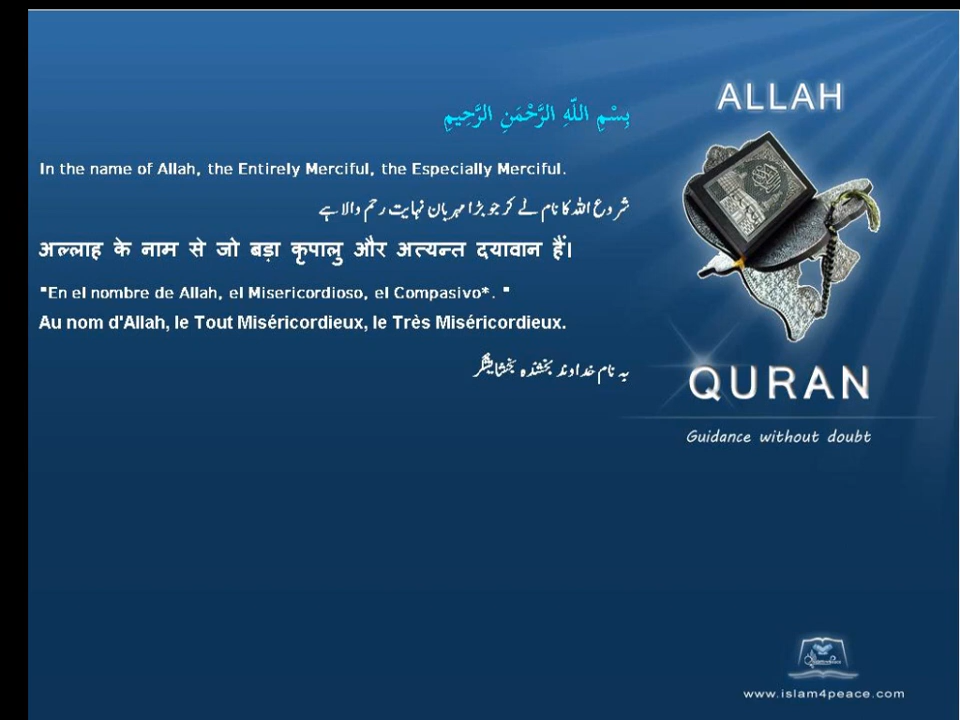 بِسْمِ اللَّهِ الرَّحْمَنِ الرَّحِيمِ
In the name of Allah, the Entirely Merciful, the Especially Merciful.
شروع الله کا نام لے کر جو بڑا مہربان نہایت رحم والا ہے
अल्लाह के नाम से जो बड़ा कृपालु और अत्यन्त दयावान हैं।
"En el nombre de Allah, el Misericordioso, el Compasivo*. "
Au nom d'Allah, le Tout Miséricordieux, le Très Miséricordieux.
به نام خداوند بخشنده بخشایشگر
ALLAH
QURAN
Guidance without doubt
www.islam4peace.com